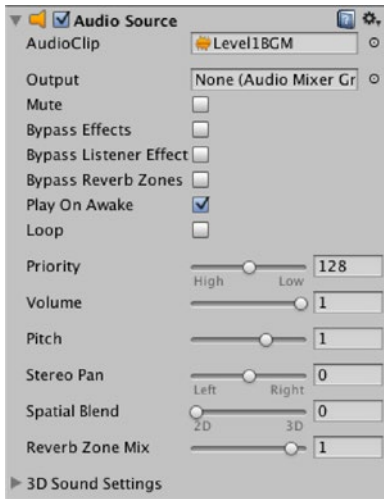 Audio Source
AudioClip Level1BGM
Output None (Audio Mixer Gr
Mute
Bypass Effects
Bypass Listener Effect
Bypass Reverb Zones
Play On Awake
Loop
Priority 128
High Low
Volume 1
Pitch 1
Stereo Pan 0
Left Right
Spatial Blend 0
2D 3D
Reverb Zone Mix 1
3D Sound Settings